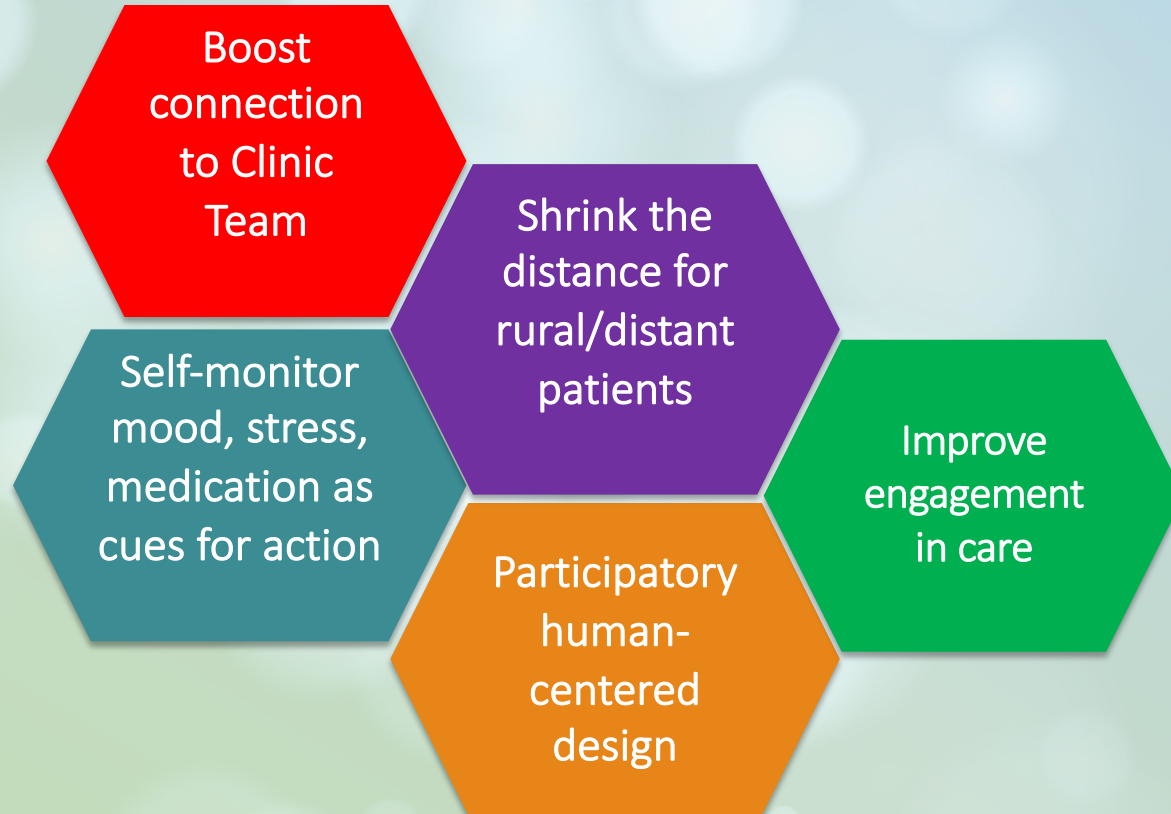 Boost
connection
to Clinic
Team
Shrink the
distance for
rural/distant
patients
Self-monitor
mood, stress,
medication as
cues for action
Improve
engagement
in care
Participatory
human-
centered
design